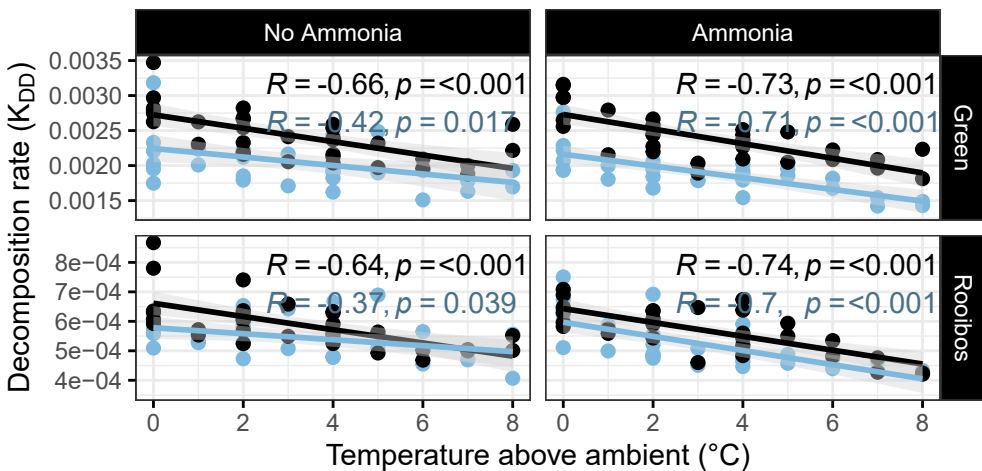 No Ammonia
Ammonia
Decomposition rate (K_DD)
0.0035
0.0030
0.0025
0.0020
0.0015
R = -0.66, p =<0.001
R = -0.42, p = 0.017
R = -0.73, p =<0.001
R = -0.71, p =<0.001
Green
8e−04
7e−04
6e−04
5e−04
4e−04
R = -0.64, p =<0.001
R = -0.37, p = 0.039
R = -0.74, p =<0.001
R = -0.7, p =<0.001
Rooibos
0 2 4 6 8
0 2 4 6 8
Temperature above ambient (°C)